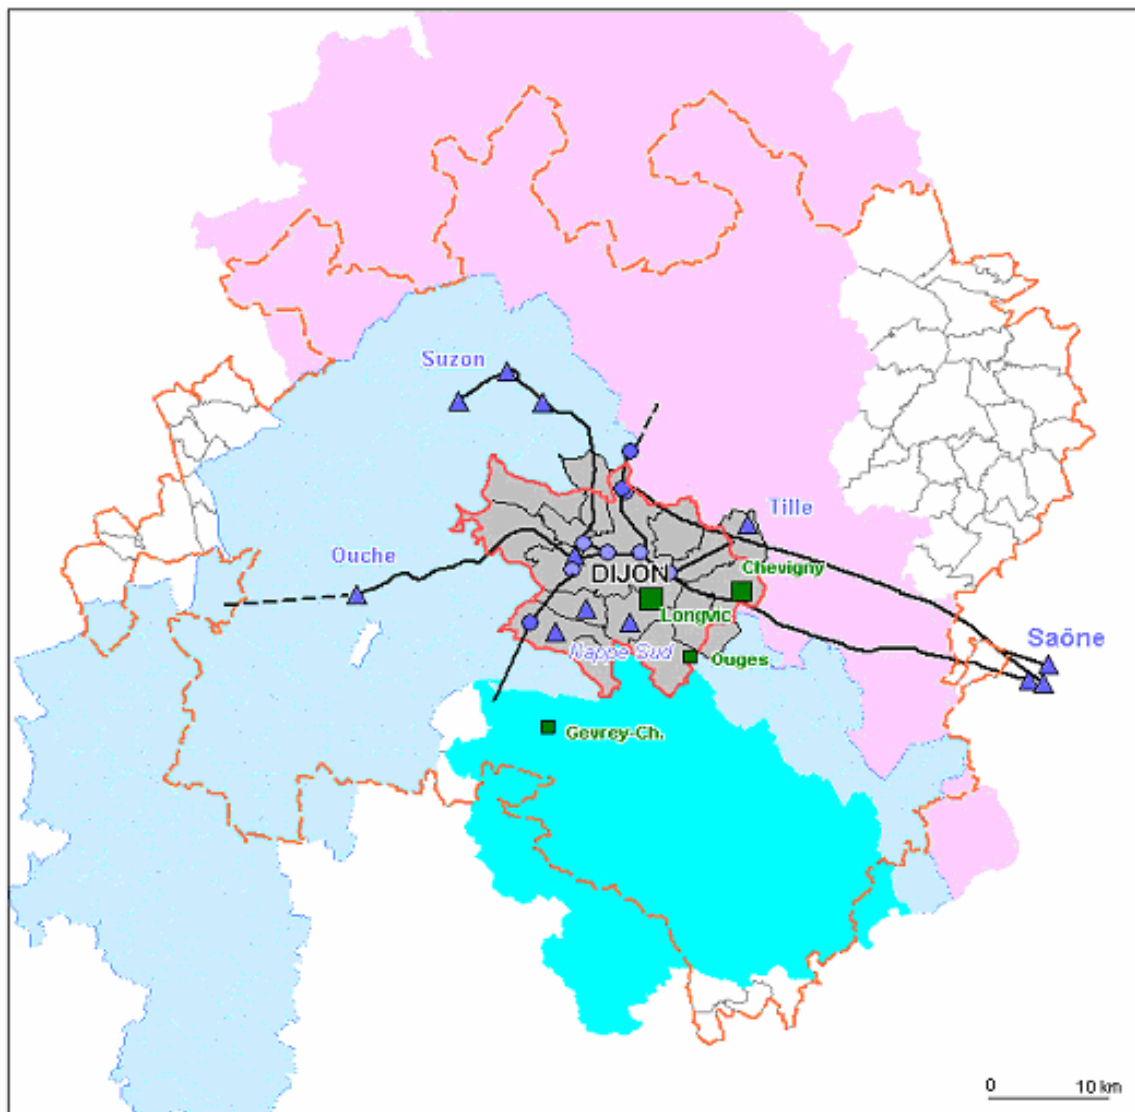 Suzon
Tille
Ouche
DIJON
Chevigny
Longvic
Saône
Nappe Sud
Ouges
Gevrey-Ch.
0 10 km